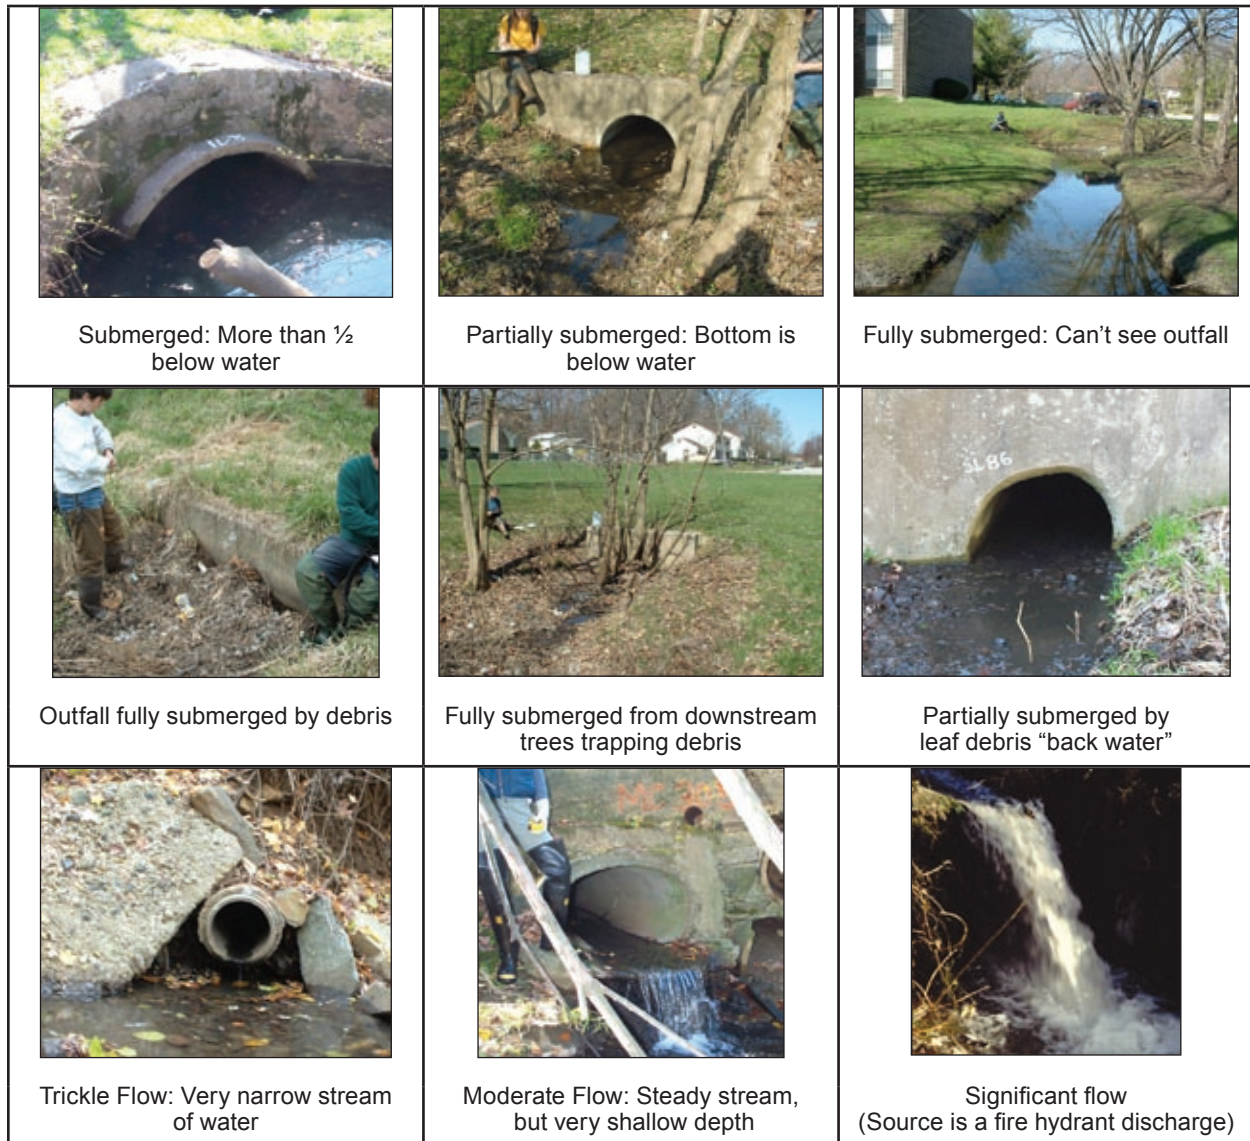 Submerged: More than ½
below water
Partially submerged: Bottom is
below water
Fully submerged: Can't see outfall
SL86
Outfall fully submerged by debris
Fully submerged from downstream
trees trapping debris
Partially submerged by
leaf debris “back water”
Trickle Flow: Very narrow stream
of water
Moderate Flow: Steady stream,
but very shallow depth
Significant flow
(Source is a fire hydrant discharge)